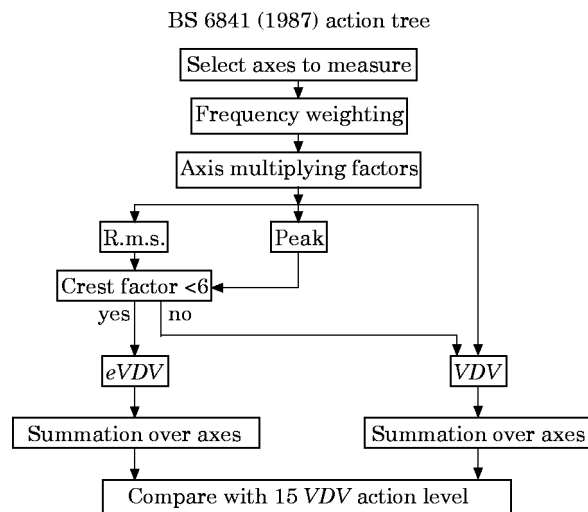 BS 6841 (1987) action tree
Select axes to measure
Frequency weighting
Axis multiplying factors
R.m.s.
Peak
Crest factor <6
yes
no
eVDV
VDV
Summation over axes
Summation over axes
Compare with 15 VDV action level